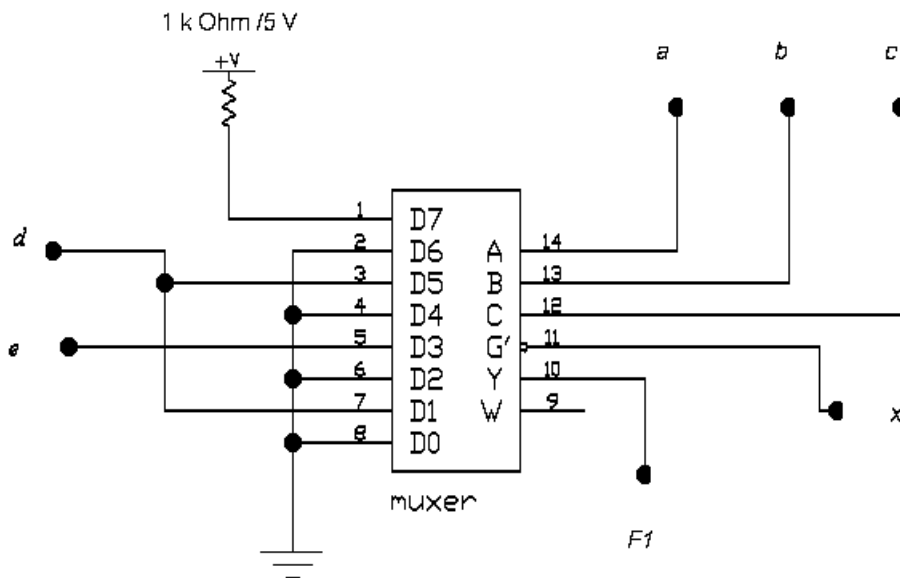 1 k Ohm /5 V
+V
a b c
1 D7
2 D6 A 14
d
3 D5 B 13
4 D4 C 12
e 5 D3 G' 11
6 D2 Y 10
7 D1 W 9 x
8 D0
muxer
F1